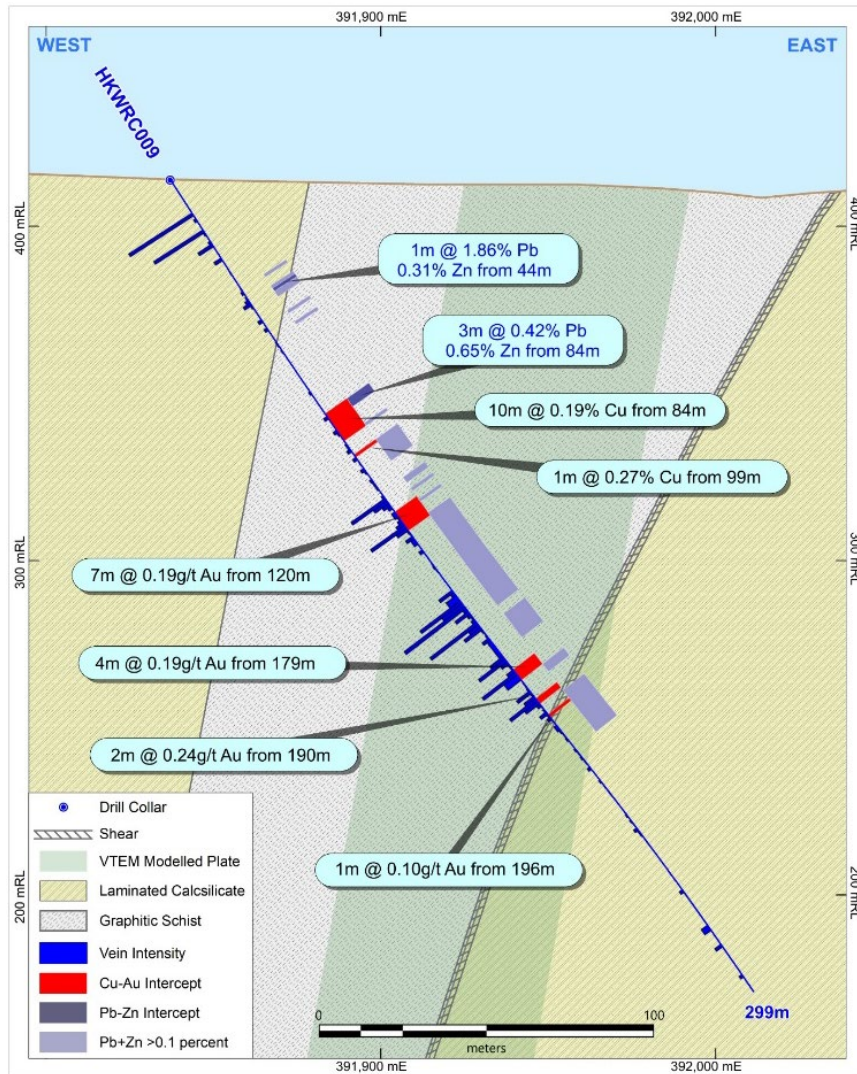 391,900 mE
392,000 mE
WEST
EAST
HKWRC009
400 mRL
400 mRL
1m @ 1.86% Pb
0.31% Zn from 44m
3m @ 0.42% Pb
0.65% Zn from 84m
10m @ 0.19% Cu from 84m
1m @ 0.27% Cu from 99m
300 mRL
300 mRL
7m @ 0.19g/t Au from 120m
4m @ 0.19g/t Au from 179m
2m @ 0.24g/t Au from 190m
1m @ 0.10g/t Au from 196m
200 mRL
200 mRL
Drill Collar
Shear
VTEM Modelled Plate
Laminated Calcsilicate
Graphitic Schist
Vein Intensity
Cu-Au Intercept
Pb-Zn Intercept
Pb+Zn >0.1 percent
0
100
meters
299m
391,900 mE
392,000 mE